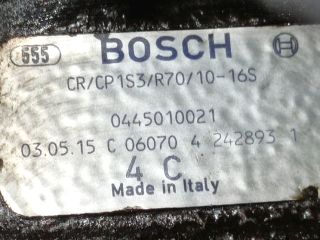 555 BOSCH
CR/CP1S3/R70/10-16S
0445010021
03.05.15 C 06070 4 242893 1
4 C
Made in Italy